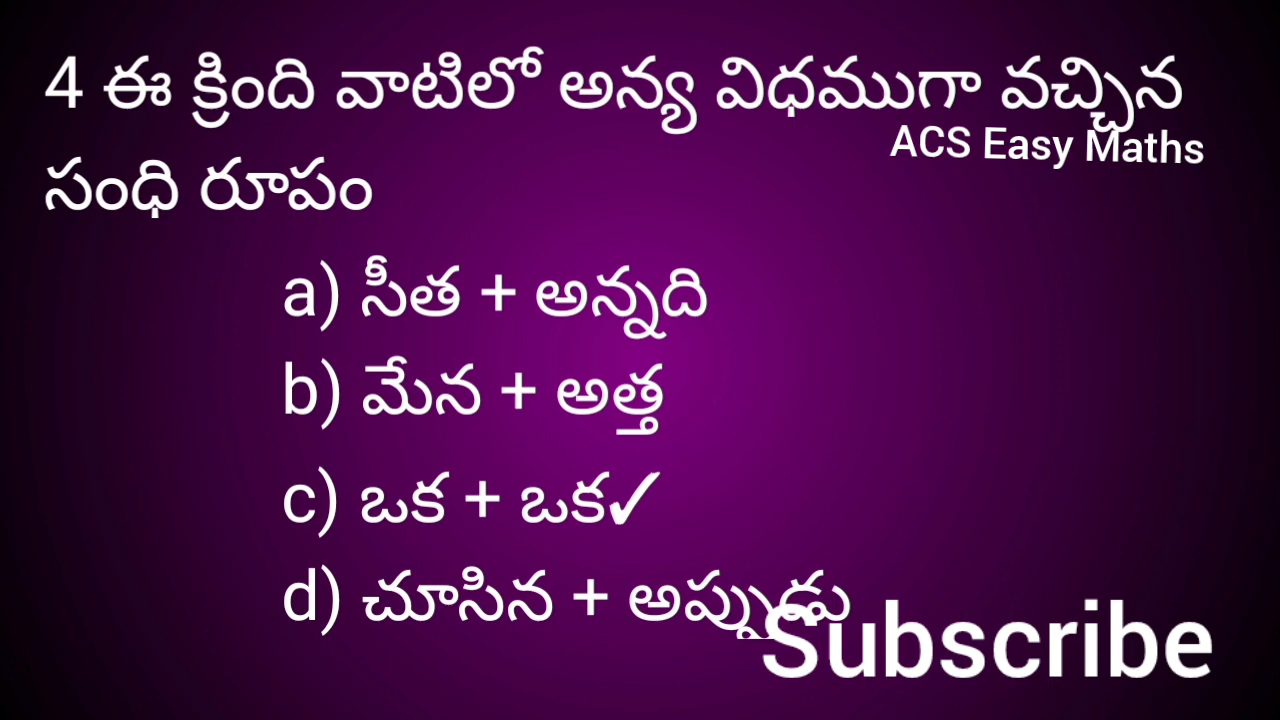 4 ఈ క్రింది వాటిలో అన్య విధముగా వచ్చిన
ACS Easy Maths
సంధి రూపం
a) సీత + అన్నది
b) మేన + అత్త
c) ఒక + ఒక✓
d) చూసిన + అప్పుడు
Subscribe